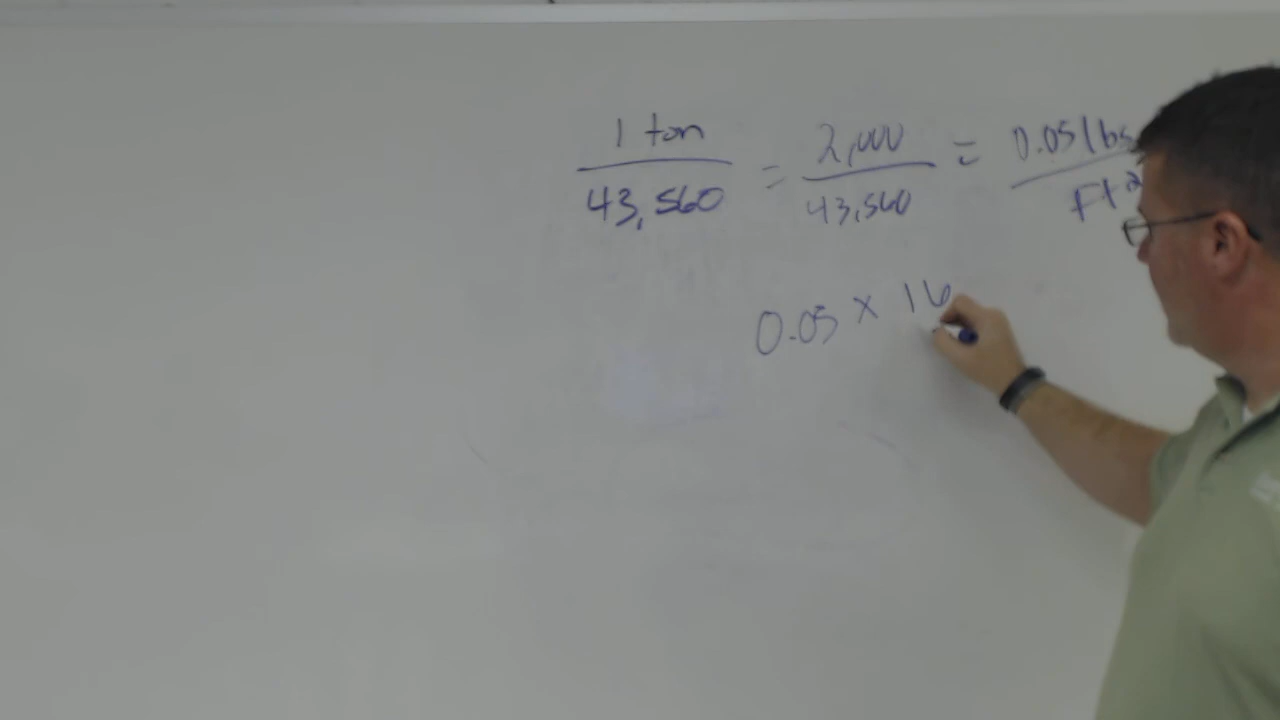 1 ton / 43,560 = 2,000 / 43,560 = 0.05 lbs / Ft²
0.05 x 16